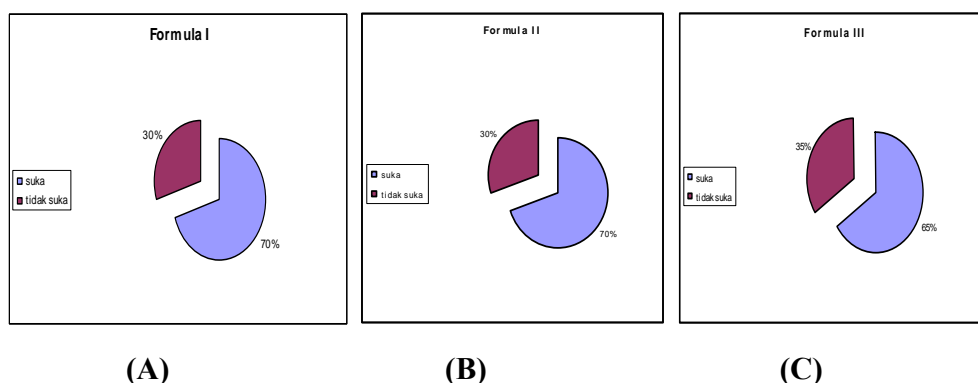 Formula I
30%
suka
tidak suka
70%
(A)
Formula II
30%
suka
tidak suka
70%
(B)
Formula III
35%
suka
tidak suka
65%
(C)